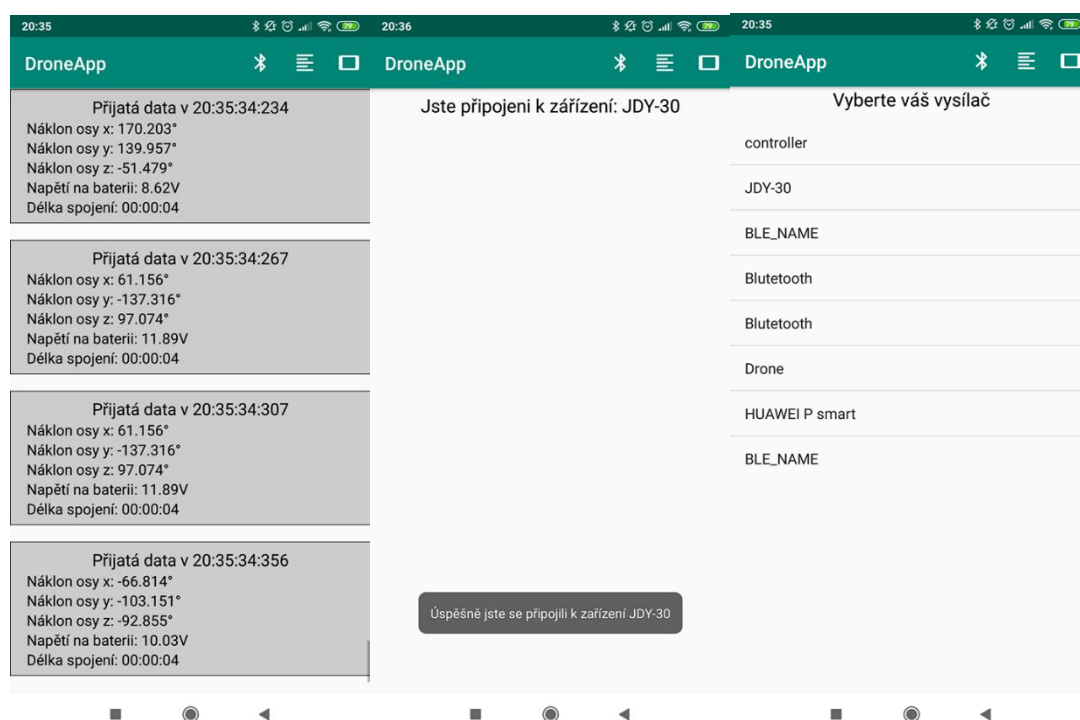 20:35
79
DroneApp
Přijatá data v 20:35:34:234
Náklon osy x: 170.203°
Náklon osy y: 139.957°
Náklon osy z: -51.479°
Napětí na baterii: 8.62V
Délka spojení: 00:00:04
Přijatá data v 20:35:34:267
Náklon osy x: 61.156°
Náklon osy y: -137.316°
Náklon osy z: 97.074°
Napětí na baterii: 11.89V
Délka spojení: 00:00:04
Přijatá data v 20:35:34:307
Náklon osy x: 61.156°
Náklon osy y: -137.316°
Náklon osy z: 97.074°
Napětí na baterii: 11.89V
Délka spojení: 00:00:04
Přijatá data v 20:35:34:356
Náklon osy x: -66.814°
Náklon osy y: -103.151°
Náklon osy z: -92.855°
Napětí na baterii: 10.03V
Délka spojení: 00:00:04
20:36
79
DroneApp
Jste připojeni k zářízení: JDY-30
Úspěšně jste se připojili k zařízení JDY-30
20:35
79
DroneApp
Vyberte váš vysílač
controller
JDY-30
BLE_NAME
Blutetooth
Blutetooth
Drone
HUAWEI P smart
BLE_NAME